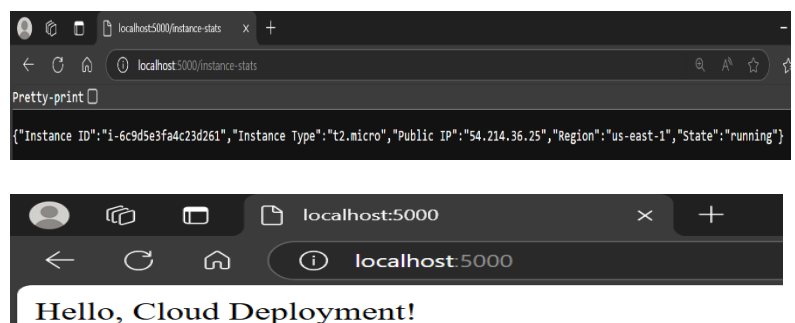 localhost:5000/instance-stats
localhost:5000/instance-stats
Pretty-print
{"Instance ID":"i-6c9d5e3fa4c23d261","Instance Type":"t2.micro","Public IP":"54.214.36.25","Region":"us-east-1","State":"running"}
localhost:5000
localhost:5000
Hello, Cloud Deployment!